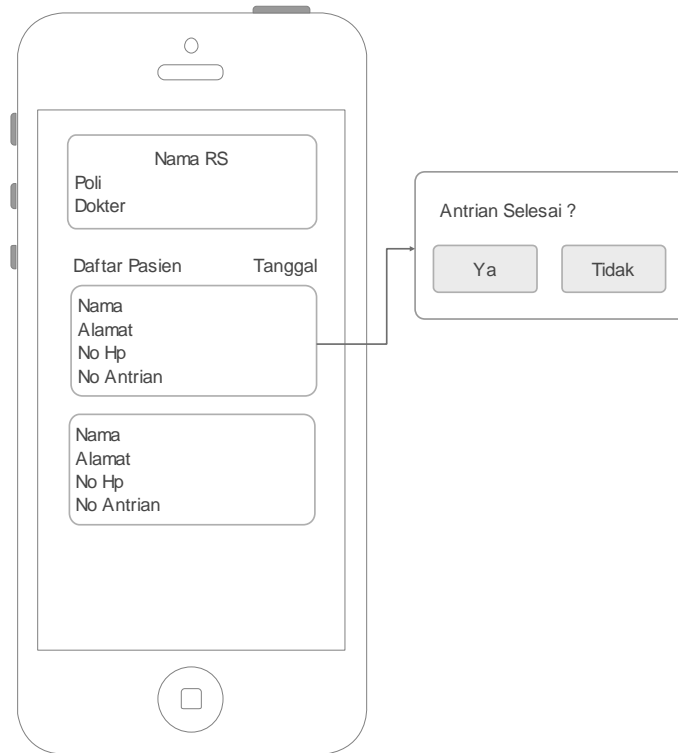 Nama RS
Poli
Dokter
Daftar Pasien Tanggal
Nama
Alamat
No Hp
No Antrian
Nama
Alamat
No Hp
No Antrian
Antrian Selesai ?
Ya Tidak